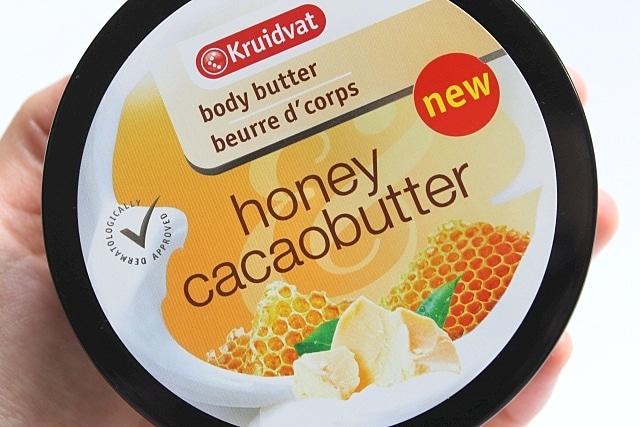 Kruidvat
body butter
beurre d'corps
new
honey
&
cacaobutter
DERMATOLOGICALLY
APPROVED